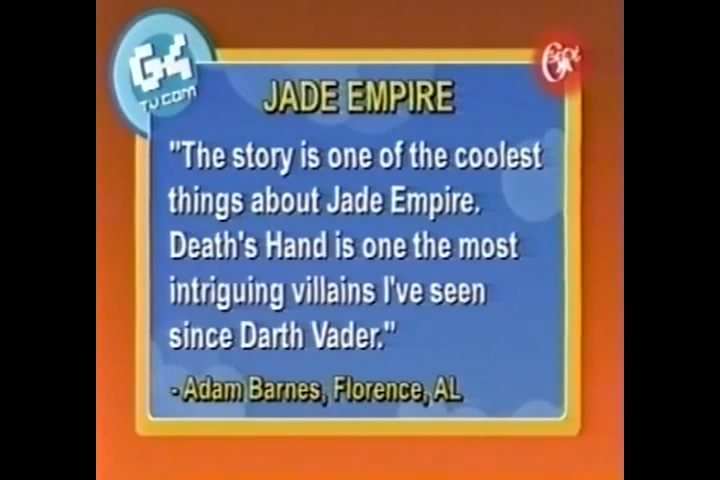 G4
TV.COM
JADE EMPIRE
"The story is one of the coolest
things about Jade Empire.
Death's Hand is one the most
intriguing villains I've seen
since Darth Vader."
- Adam Barnes, Florence, AL